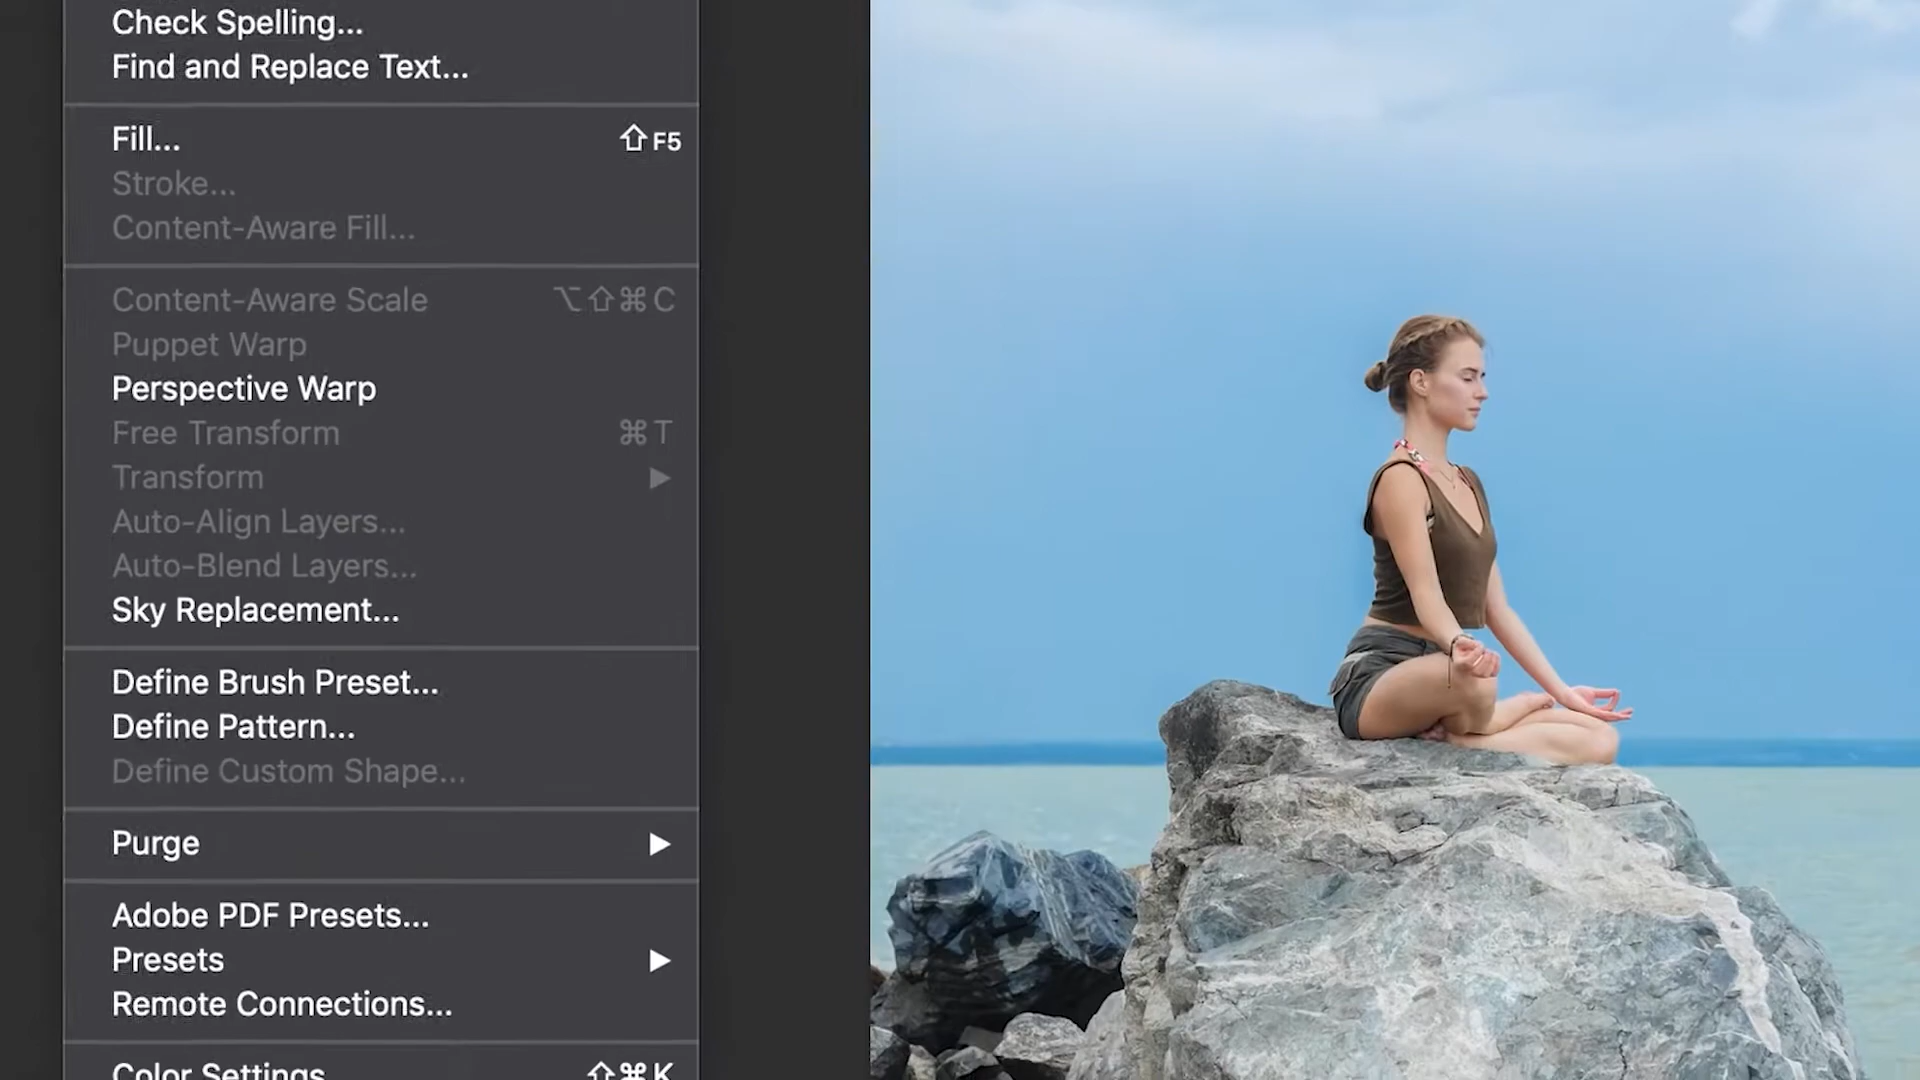 Check Spelling...
Find and Replace Text...
Fill... ⇧F5
Stroke...
Content-Aware Fill...
Content-Aware Scale ⌥⇧⌘C
Puppet Warp
Perspective Warp
Free Transform ⌘T
Transform ▶
Auto-Align Layers...
Auto-Blend Layers...
Sky Replacement...
Define Brush Preset...
Define Pattern...
Define Custom Shape...
Purge ▶
Adobe PDF Presets...
Presets ▶
Remote Connections...
Color Settings... ⇧⌘K